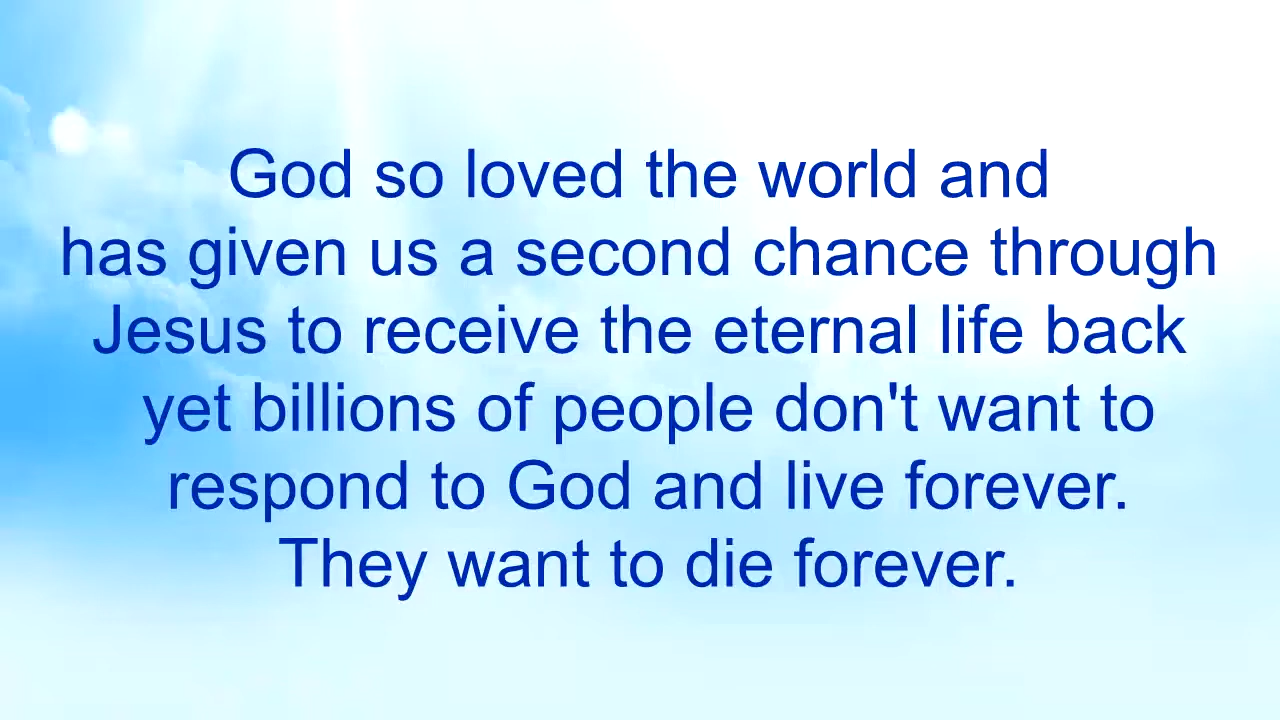 God so loved the world and
has given us a second chance through
Jesus to receive the eternal life back
yet billions of people don't want to
respond to God and live forever.
They want to die forever.